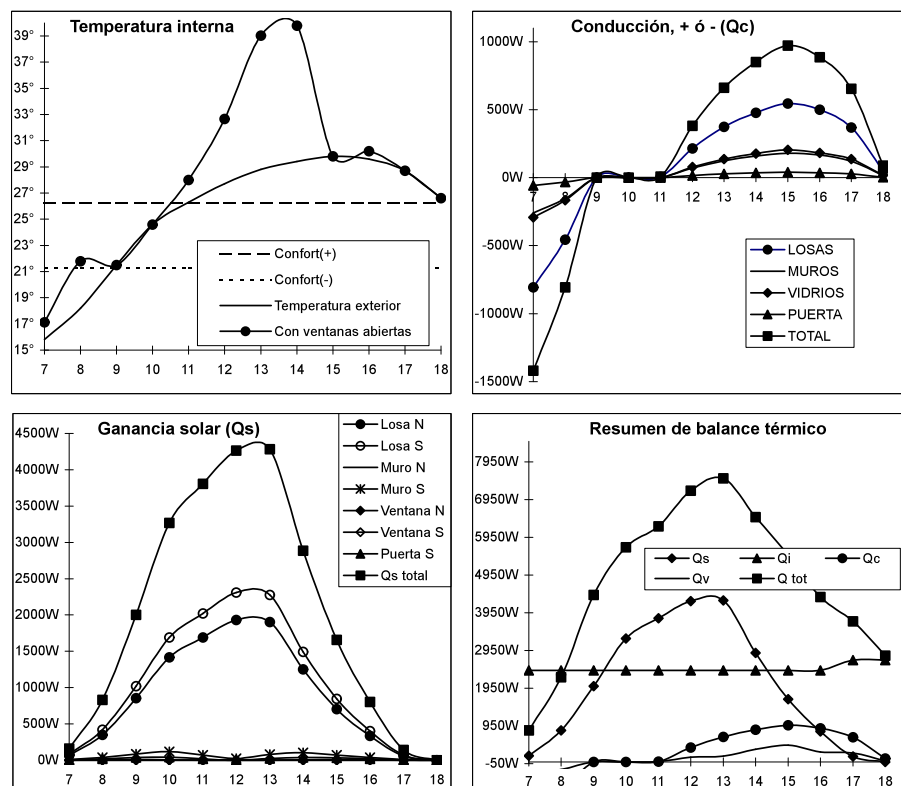 Temperatura interna
39°
37°
35°
33°
31°
29°
27°
25°
23°
21°
19°
17°
15°
7 8 9 10 11 12 13 14 15 16 17 18
Confort(+)
Confort(-)
Temperatura exterior
Con ventanas abiertas
Conducción, + ó - (Qc)
1000W
500W
0W
-500W
-1000W
-1500W
7 8 9 10 11 12 13 14 15 16 17 18
LOSAS
MUROS
VIDRIOS
PUERTA
TOTAL
Ganancia solar (Qs)
4500W
4000W
3500W
3000W
2500W
2000W
1500W
1000W
500W
0W
7 8 9 10 11 12 13 14 15 16 17 18
Losa N
Losa S
Muro N
Muro S
Ventana N
Ventana S
Puerta S
Qs total
Resumen de balance térmico
7950W
6950W
5950W
4950W
3950W
2950W
1950W
950W
-50W
7 8 9 10 11 12 13 14 15 16 17 18
Qs Qi Qc
Qv Q tot